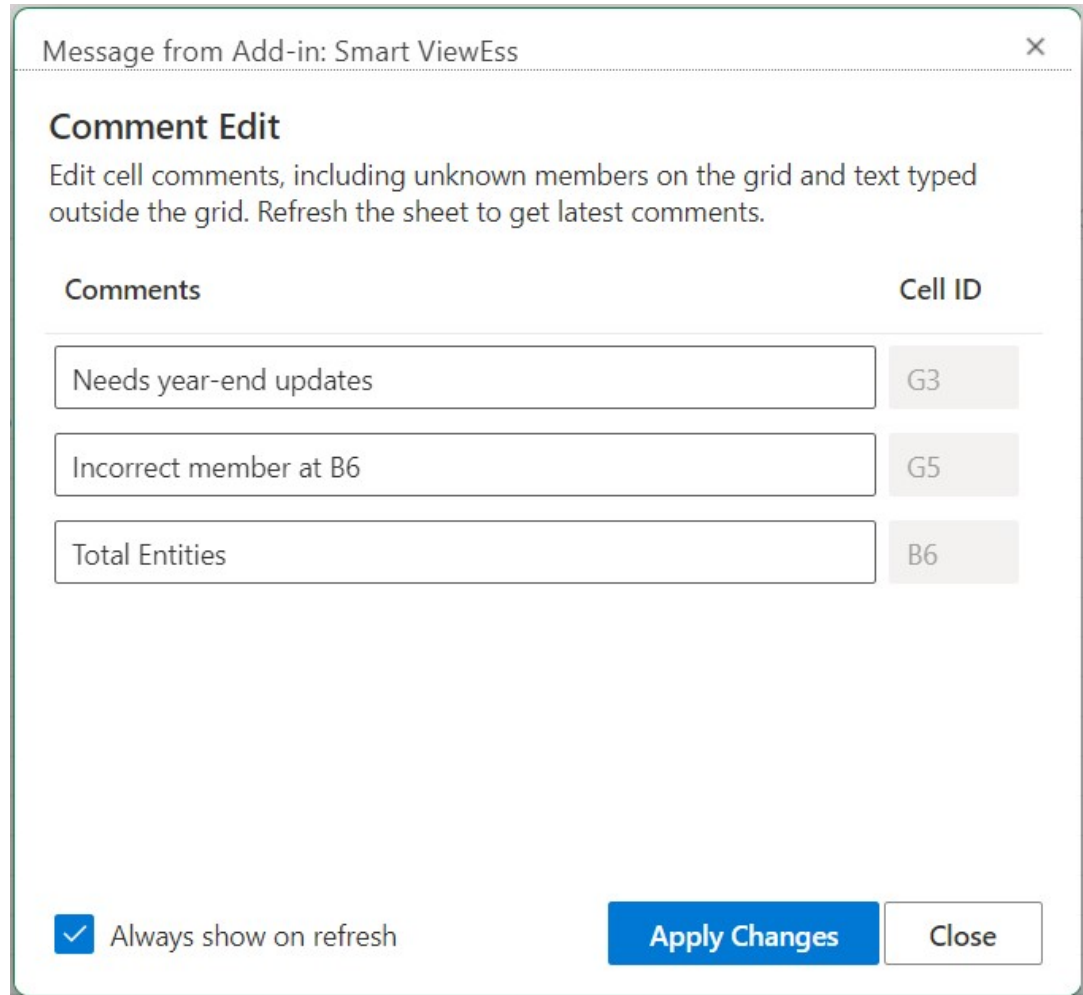 Message from Add-in: Smart ViewEss
Comment Edit
Edit cell comments, including unknown members on the grid and text typed
outside the grid. Refresh the sheet to get latest comments.
Comments Cell ID
Needs year-end updates G3
Incorrect member at B6 G5
Total Entities B6
Always show on refresh Apply Changes Close